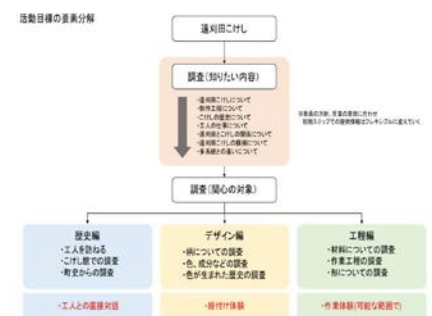 活動目標の要素分解
遠刈田こけし
調査(知りたい内容)
・遠刈田こけしについて
・制作工程について
・こけしの歴史について
・工人の仕事について
・遠刈田とこけしの関係について
・遠刈田こけしの模様について
・多系統との違いについて
調査(関心の対象)
歴史編
・工人を訪ねる
・こけし館での調査
・町史からの調査
・工人との直接対話
デザイン編
・柄についての調査
・色、成分などの調査
・色が生まれた歴史の調査
・絵付け体験
工程編
・材料についての調査
・作業工程の調査
・形についての調査
・作業体験(可能な範囲で)